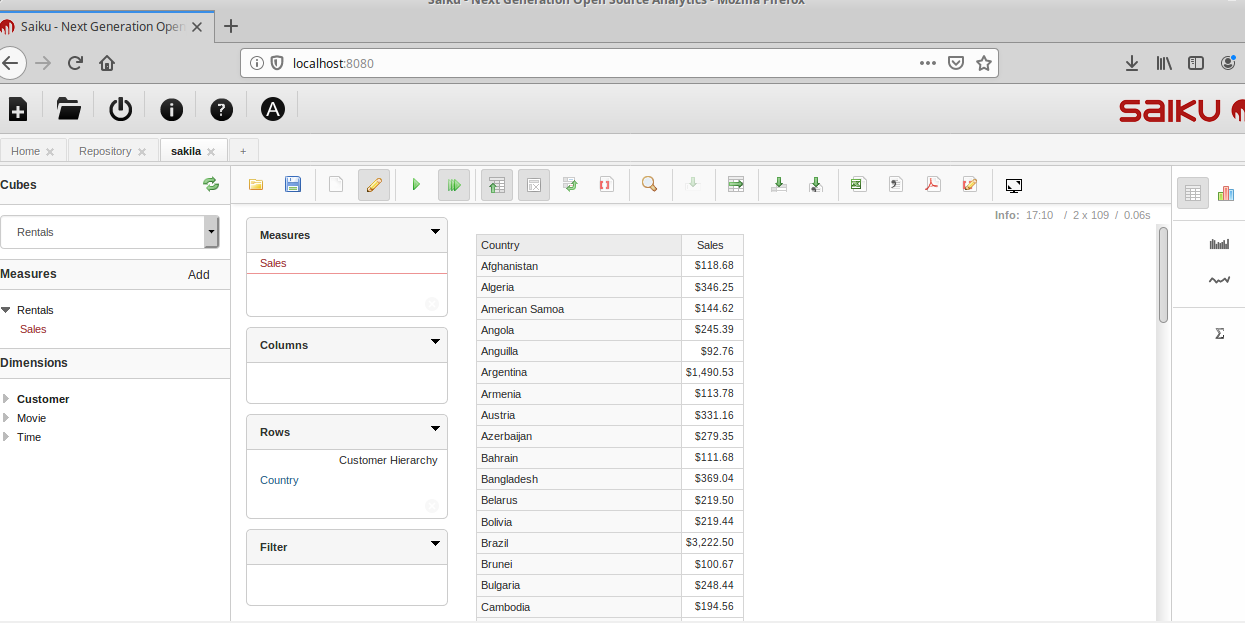 Saiku - Next Generation Open Source Analytics - Mozilla Firefox
Saiku - Next Generation Open
localhost:8080
saiku
Home
Repository
sakila
+
Cubes
Rentals
Measures Add
Rentals
Sales
Dimensions
Customer
Movie
Time
Info: 17:10 / 2 x 109 / 0.06s
Measures
Sales
Columns
Rows
Customer Hierarchy
Country
Filter
Country Sales
Afghanistan $118.68
Algeria $346.25
American Samoa $144.62
Angola $245.39
Anguilla $92.76
Argentina $1,490.53
Armenia $113.78
Austria $331.16
Azerbaijan $279.35
Bahrain $111.68
Bangladesh $369.04
Belarus $219.50
Bolivia $219.44
Brazil $3,222.50
Brunei $100.67
Bulgaria $248.44
Cambodia $194.56
Σ